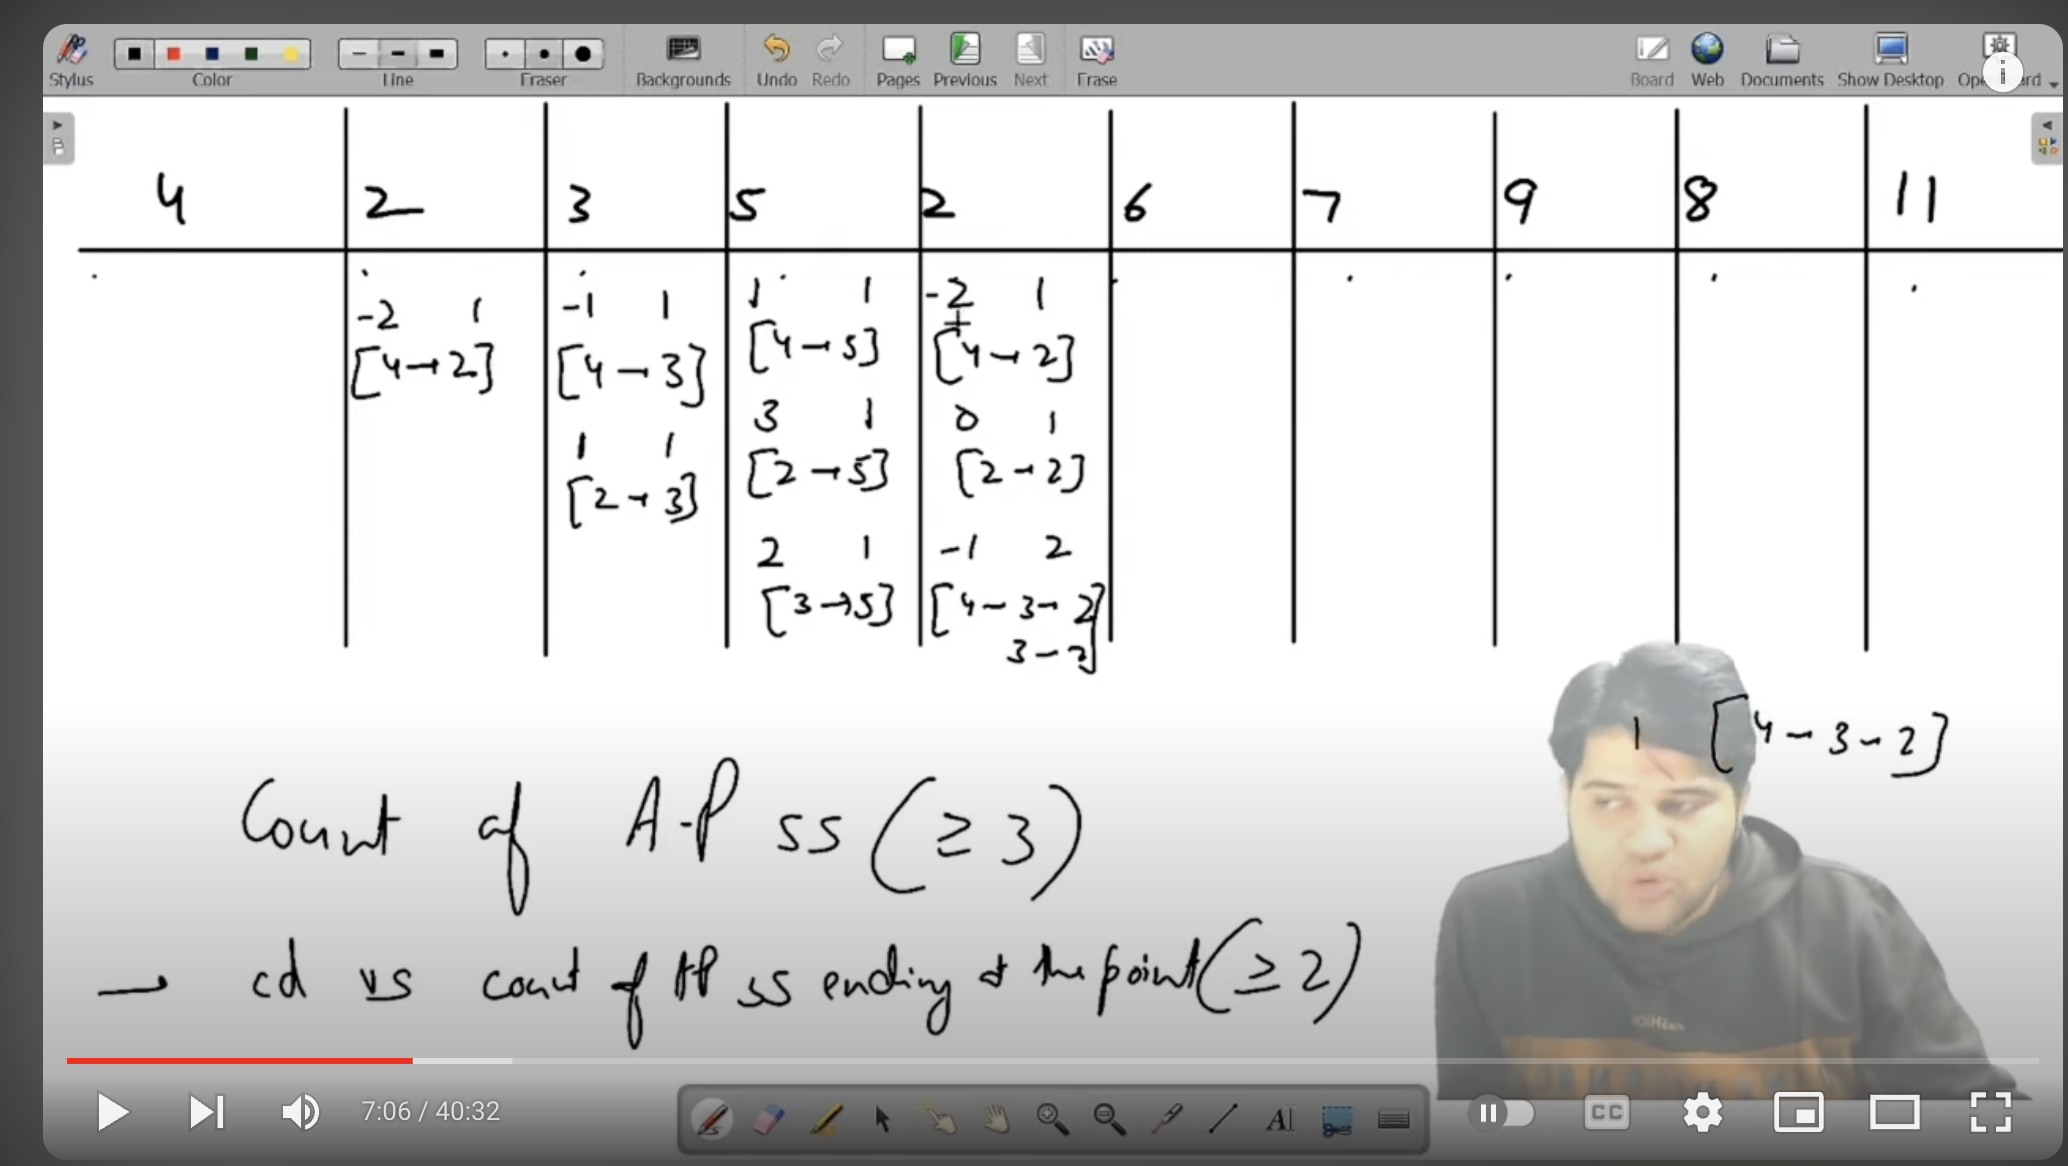 Stylus Color Line Eraser Backgrounds Undo Redo Pages Previous Next Erase Board Web Documents Show Desktop
4 2 3 5 2 6 7 9 8 11
-2 1
[4→2]
-1 1
[4→3]
1 1
[2→3]
1 1
[4→5]
3 1
[2→5]
2 1
[3→5]
-2 1
[4→2]
0 1
[2→2]
-1 2
[4-3-2
3-2]
1 [4-3-2]
Count of A.P ss (≥3)
→ cd vs count of AP ss ending at the point (≥2)
7:06 / 40:32
AI
CC